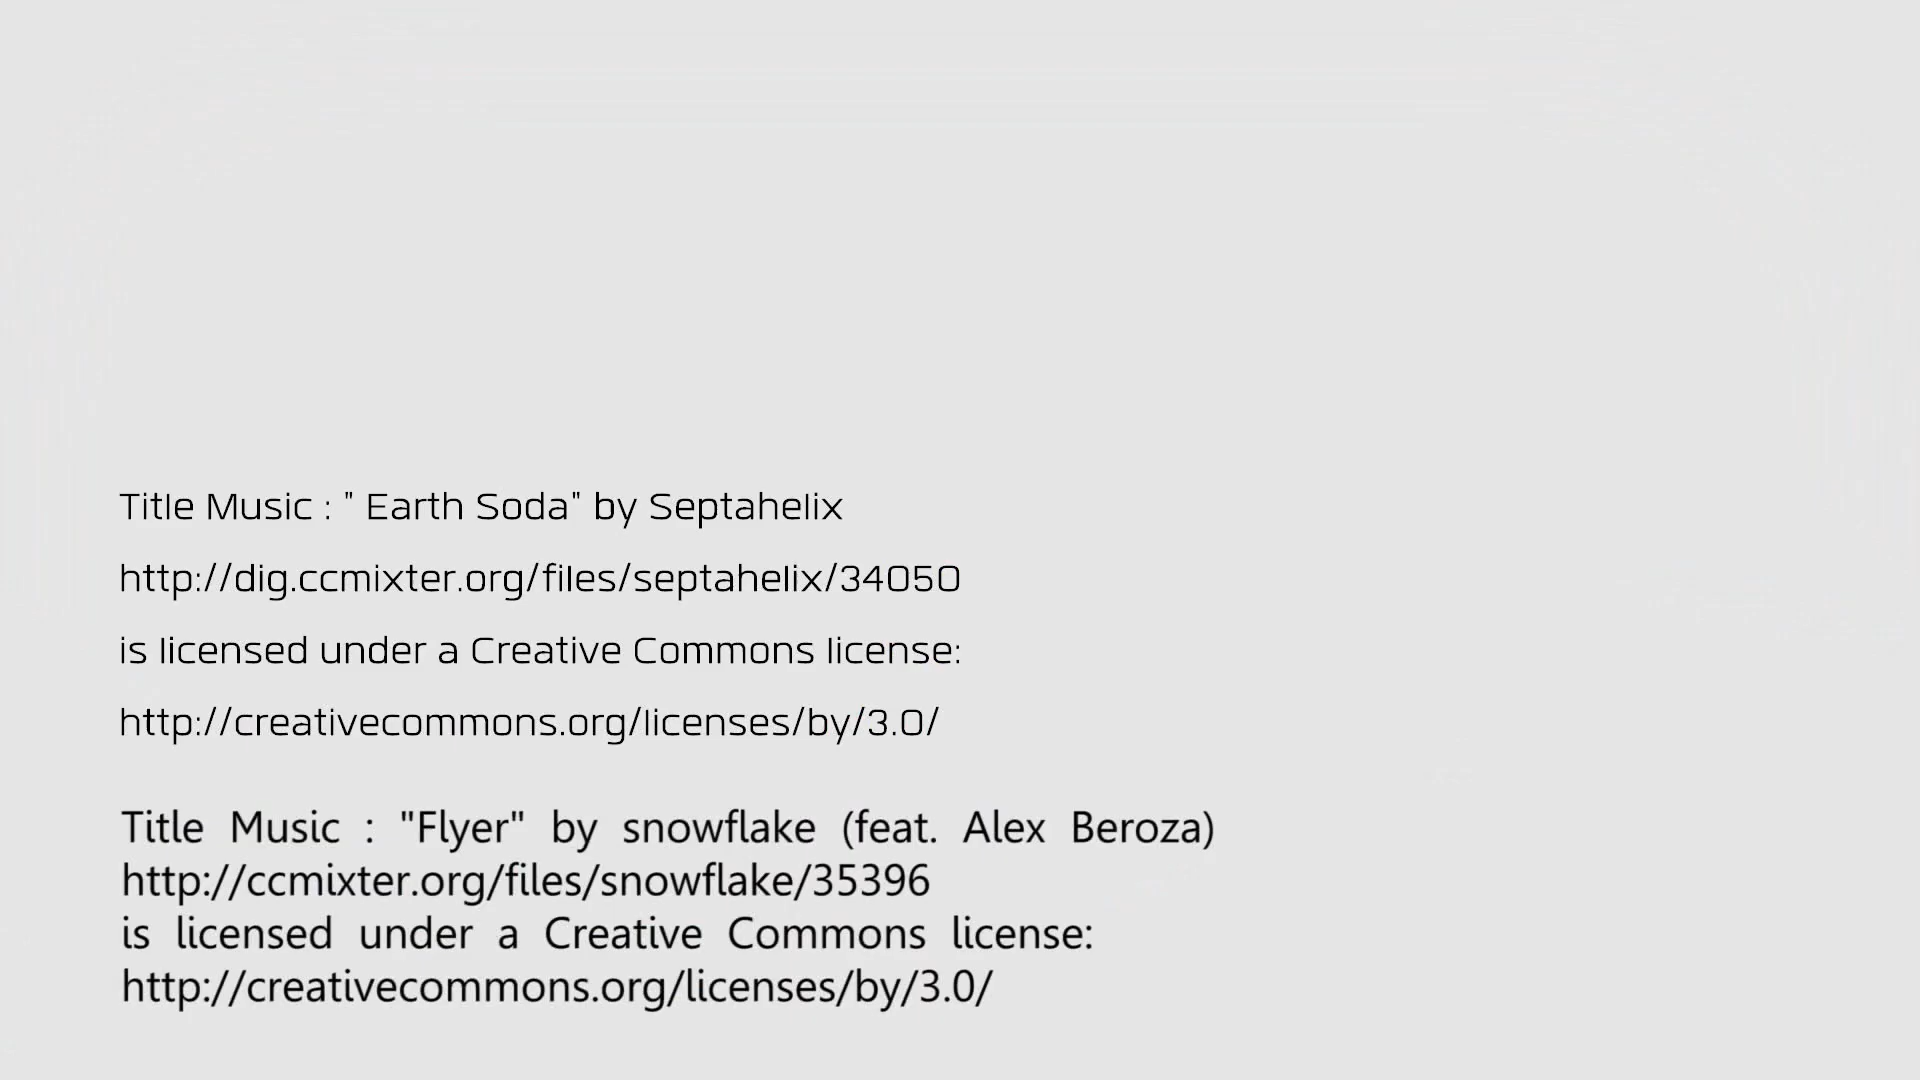 Title Music : " Earth Soda" by Septahelix
http://dig.ccmixter.org/files/septahelix/34050
is licensed under a Creative Commons license:
http://creativecommons.org/licenses/by/3.0/
Title Music : "Flyer" by snowflake (feat. Alex Beroza)
http://ccmixter.org/files/snowflake/35396
is licensed under a Creative Commons license:
http://creativecommons.org/licenses/by/3.0/